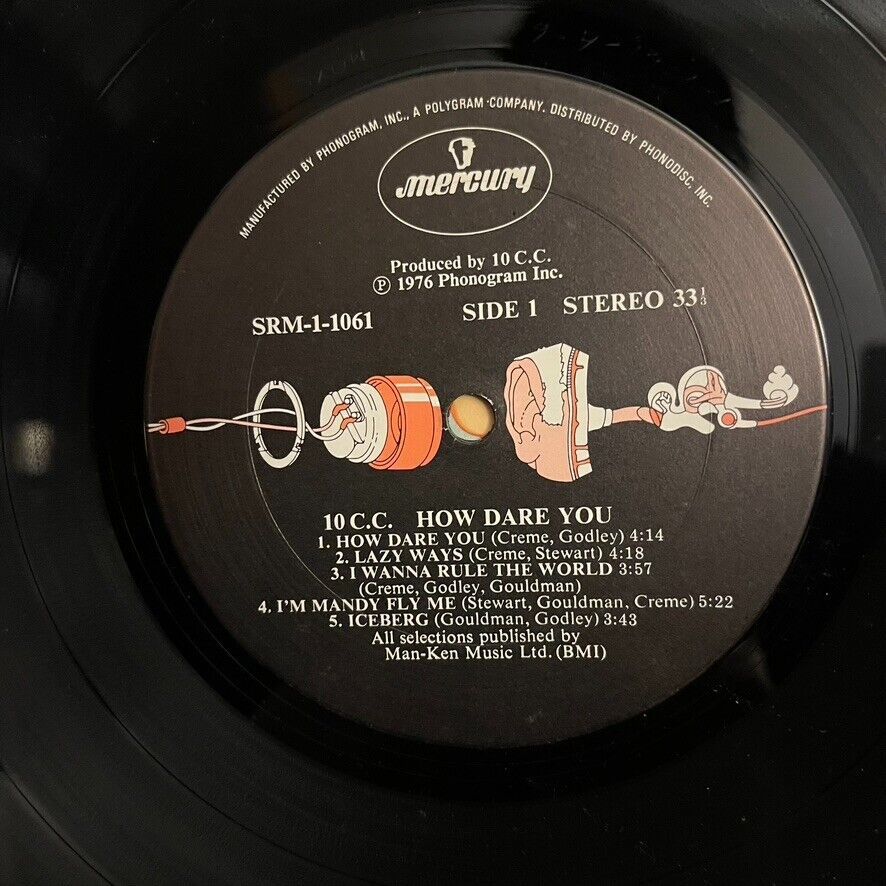 MANUFACTURED BY PHONOGRAM, INC., A POLYGRAM COMPANY. DISTRIBUTED BY PHONODISC, INC.
mercury
Produced by 10 C.C.
Ⓟ 1976 Phonogram Inc.
SRM-1-1061 SIDE 1 STEREO 33⅓
10 C.C. HOW DARE YOU
1. HOW DARE YOU (Creme, Godley) 4:14
2. LAZY WAYS (Creme, Stewart) 4:18
3. I WANNA RULE THE WORLD 3:57
(Creme, Godley, Gouldman)
4. I'M MANDY FLY ME (Stewart, Gouldman, Creme) 5:22
5. ICEBERG (Gouldman, Godley) 3:43
All selections published by
Man-Ken Music Ltd. (BMI)